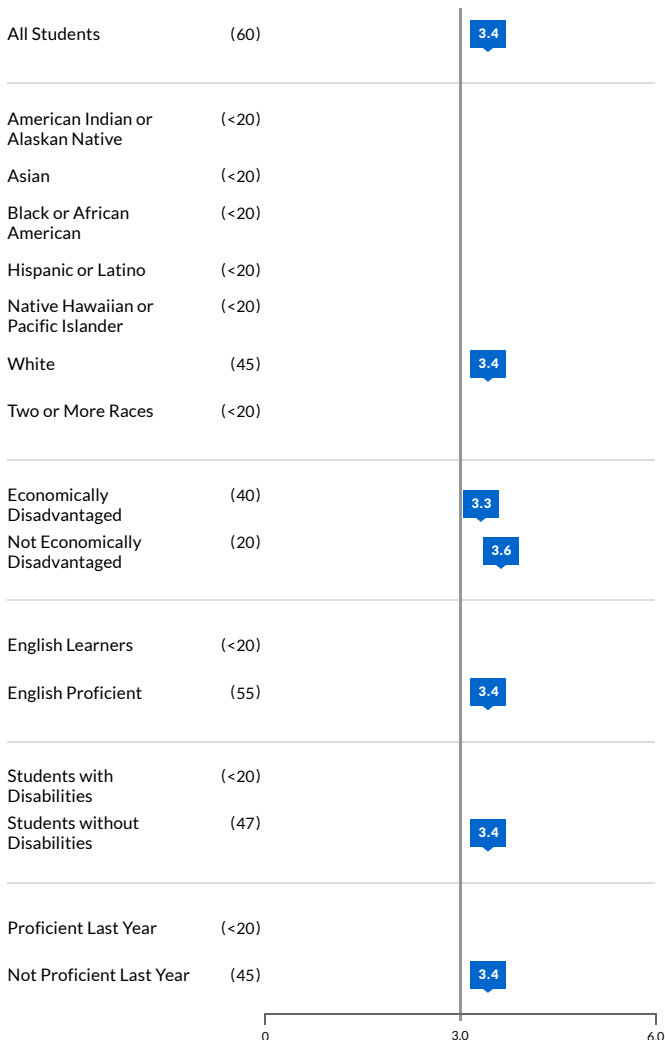 All Students (60) 3.4
American Indian or (<20)
Alaskan Native
Asian (<20)
Black or African (<20)
American
Hispanic or Latino (<20)
Native Hawaiian or (<20)
Pacific Islander
White (45) 3.4
Two or More Races (<20)
Economically (40) 3.3
Disadvantaged
Not Economically (20) 3.6
Disadvantaged
English Learners (<20)
English Proficient (55) 3.4
Students with (<20)
Disabilities
Students without (47) 3.4
Disabilities
Proficient Last Year (<20)
Not Proficient Last Year (45) 3.4
0 3.0 6.0